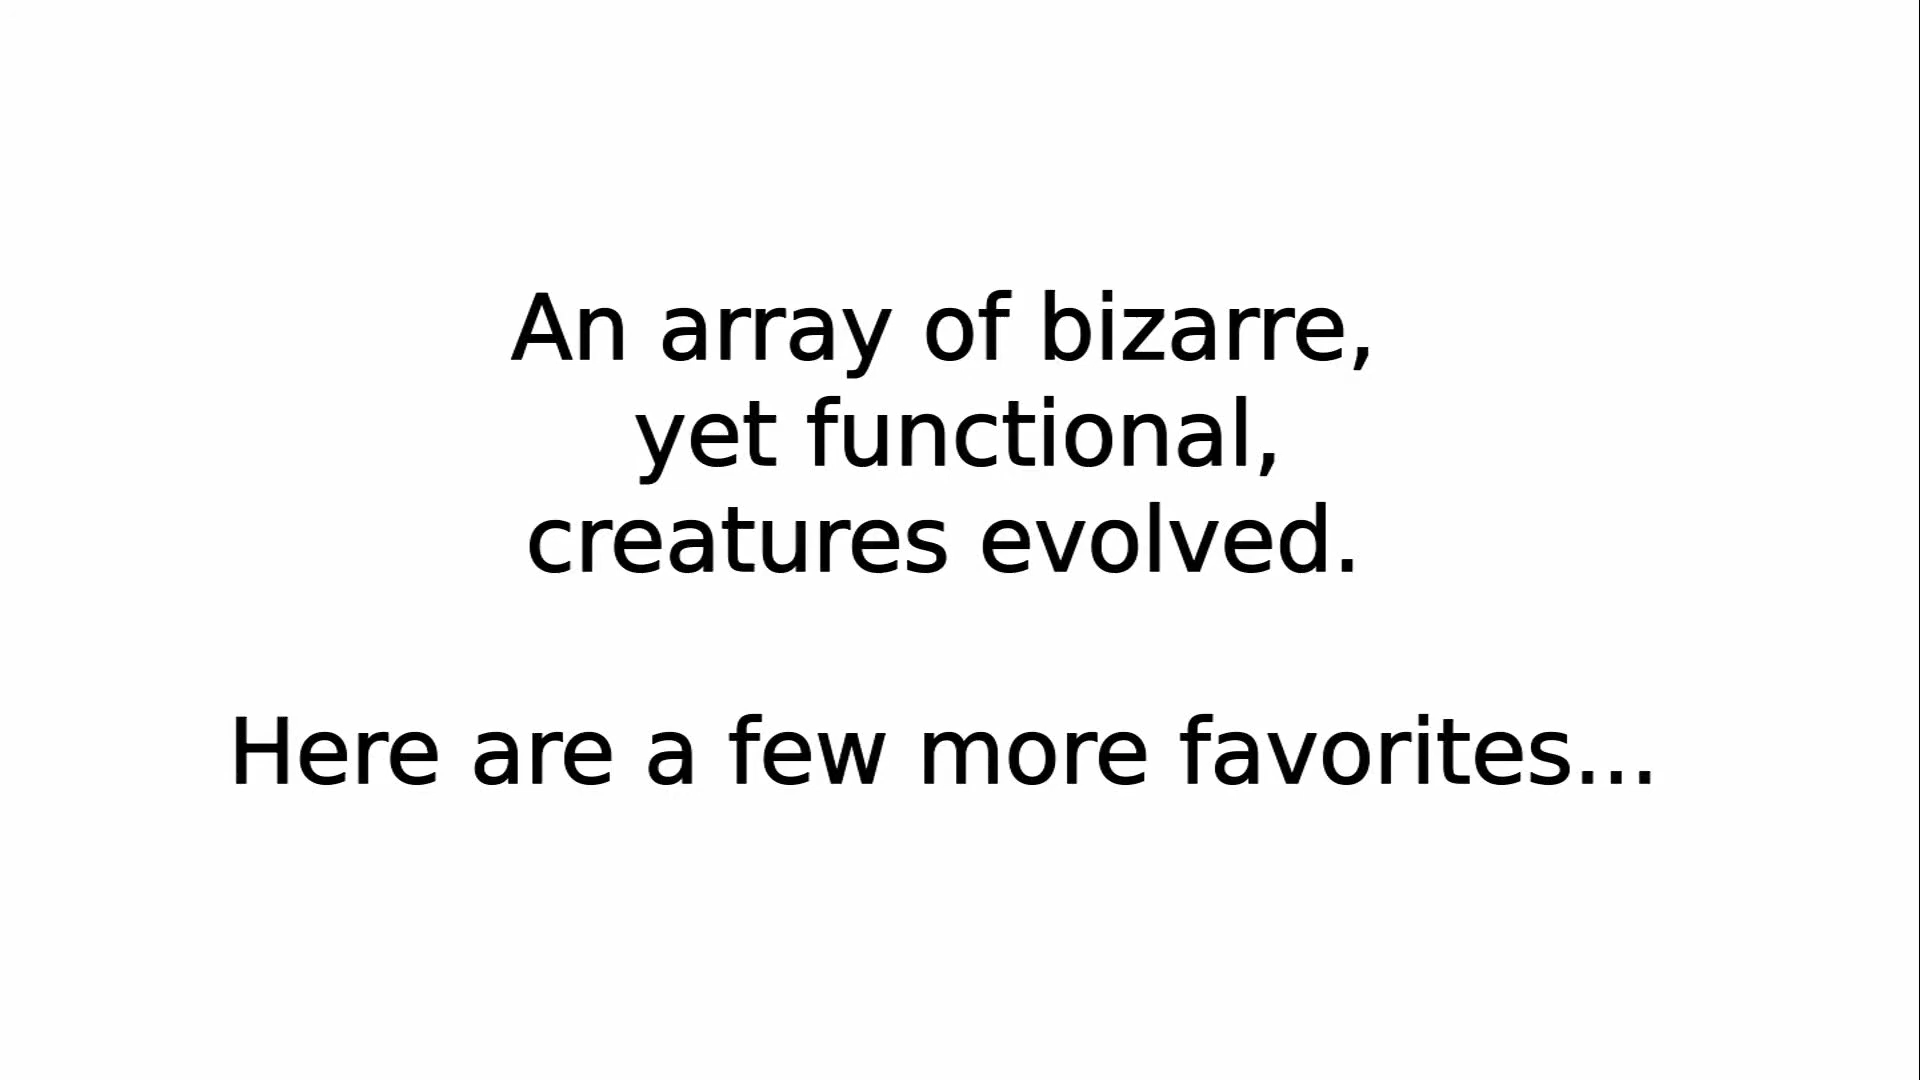 An array of bizarre,
yet functional,
creatures evolved.
Here are a few more favorites...